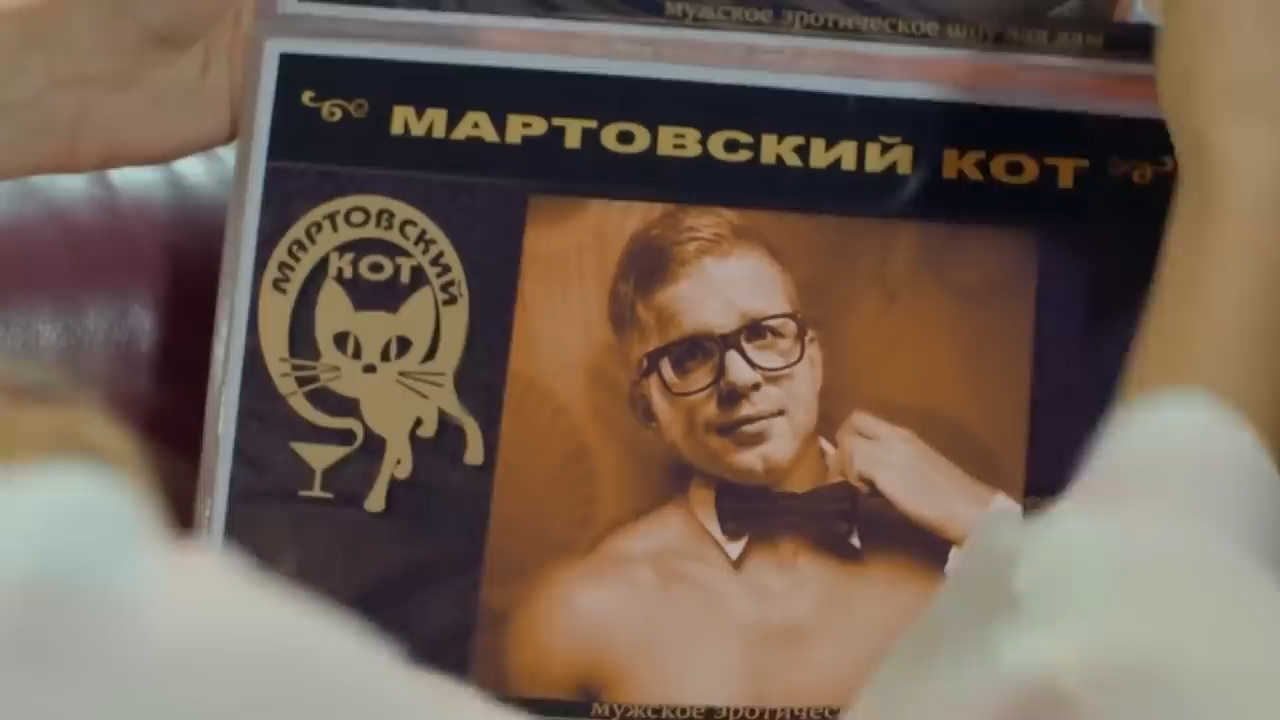 мужское эротическое шоу для дам
МАРТОВСКИЙ КОТ
МАРТОВСКИЙ
КОТ
мужское эротичес